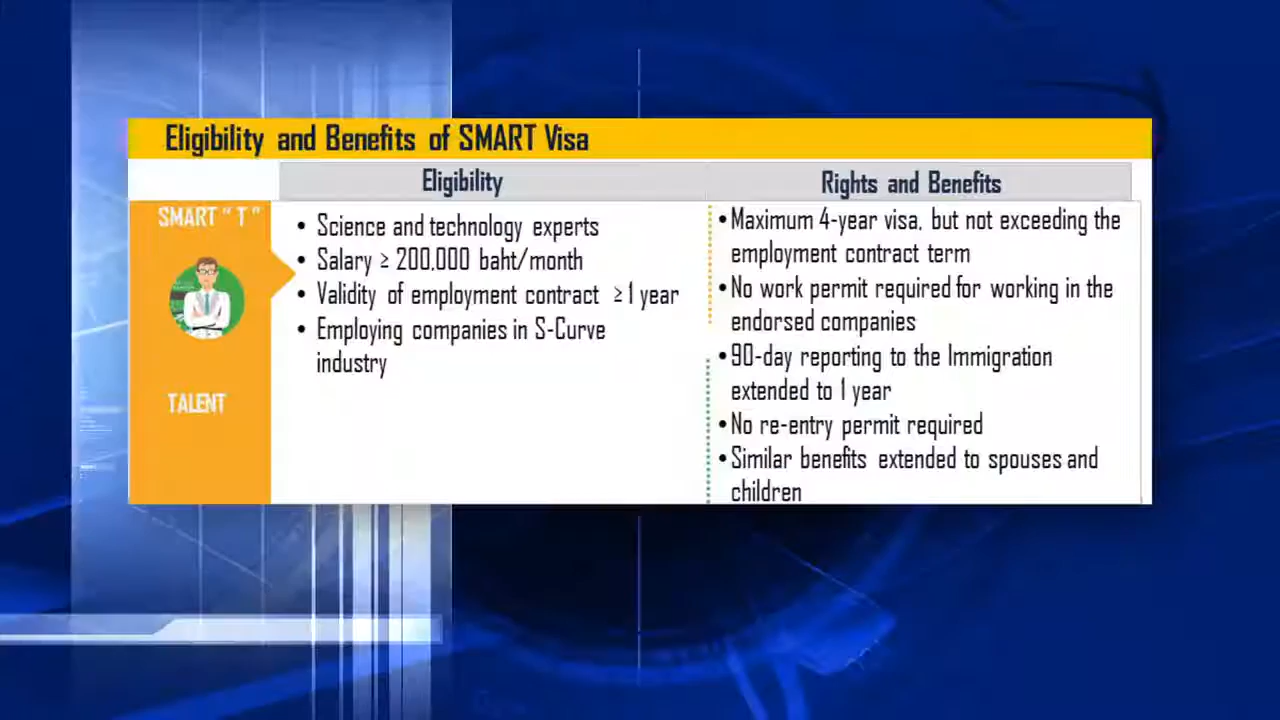 Eligibility and Benefits of SMART Visa
Eligibility
Rights and Benefits
SMART " T "
TALENT
• Science and technology experts
• Salary ≥ 200,000 baht/month
• Validity of employment contract ≥ 1 year
• Employing companies in S-Curve
industry
• Maximum 4-year visa, but not exceeding the
employment contract term
• No work permit required for working in the
endorsed companies
• 90-day reporting to the Immigration
extended to 1 year
• No re-entry permit required
• Similar benefits extended to spouses and
children